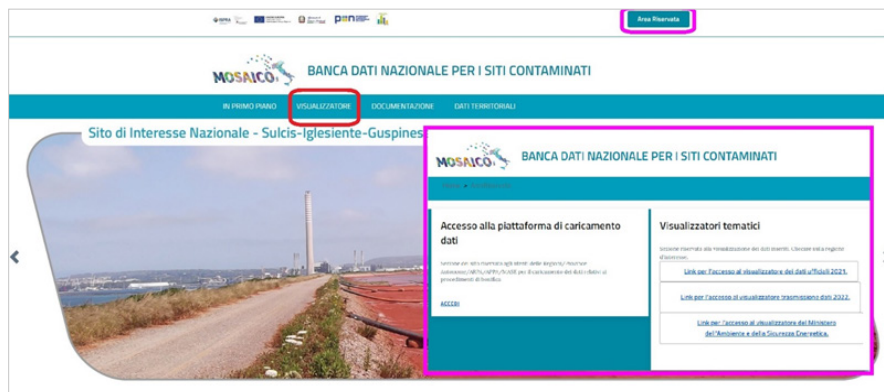 Area Riservata
MOSAICO
BANCA DATI NAZIONALE PER I SITI CONTAMINATI
IN PRIMO PIANO VISUALIZZATORE DOCUMENTAZIONE DATI TERRITORIALI
Sito di Interesse Nazionale - Sulcis-Iglesiente-Guspines
MOSAICO
BANCA DATI NAZIONALE PER I SITI CONTAMINATI
Accesso alla piattaforma di caricamento
dati
procedimenti di bonifica
ACCEDI
Visualizzatori tematici
Link per l'accesso al visualizzatore dei dati ufficiali 2021.
Link per l'accesso al visualizzatore trasmissione dati 2022.
Link per l'accesso al visualizzatore del Ministero
dell'Ambiente e della Sicurezza Energetica.